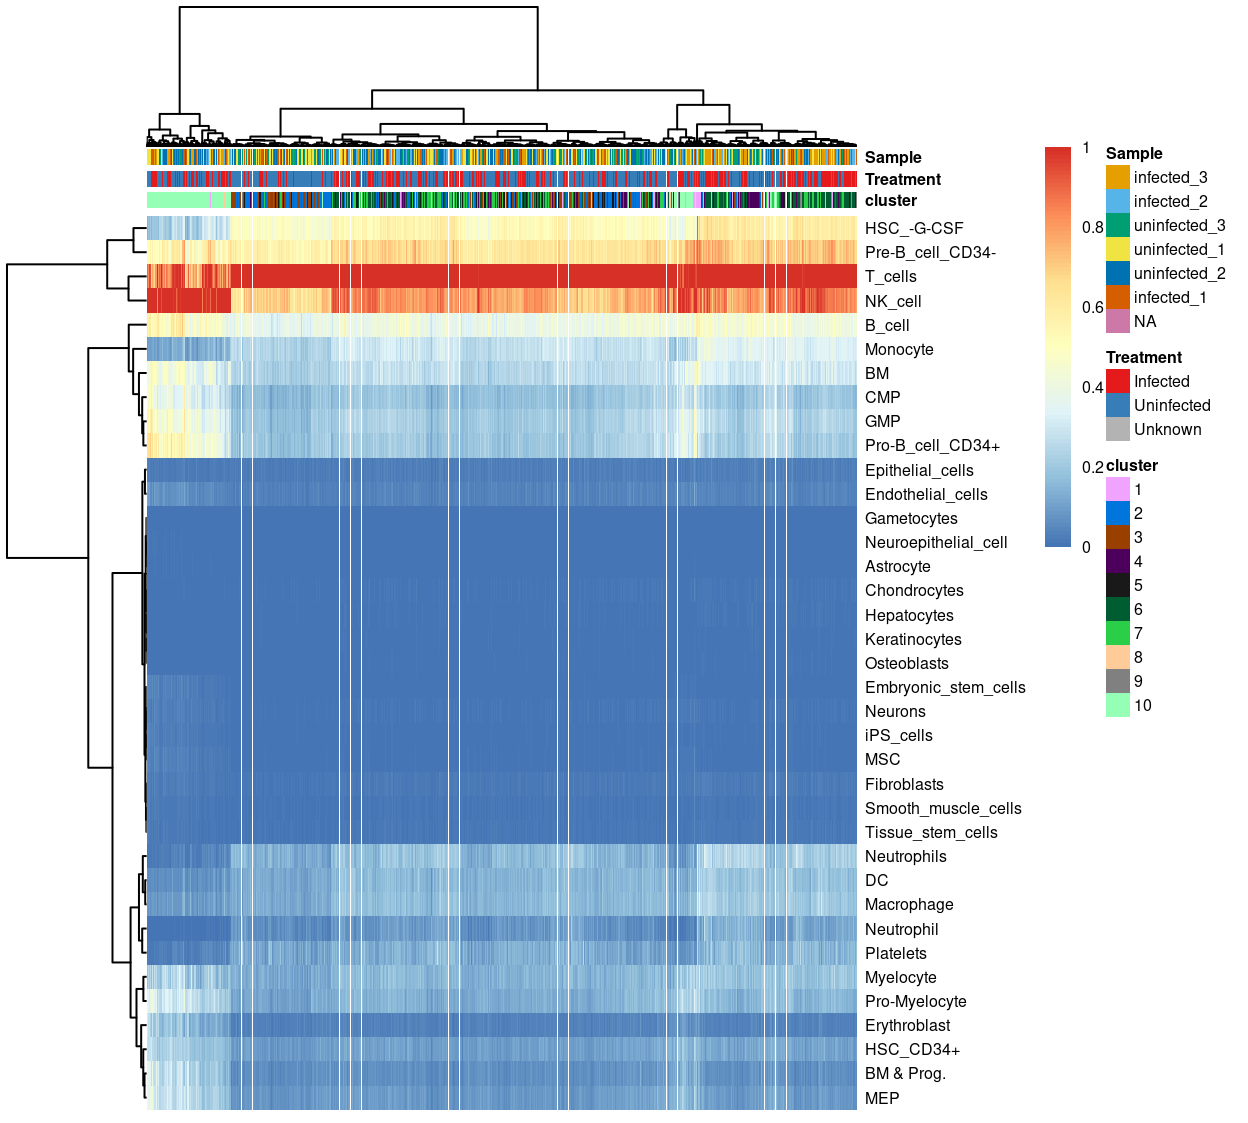 Sample
Treatment
cluster
HSC_-G-CSF
Pre-B_cell_CD34-
T_cells
NK_cell
B_cell
Monocyte
BM
CMP
GMP
Pro-B_cell_CD34+
Epithelial_cells
Endothelial_cells
Gametocytes
Neuroepithelial_cell
Astrocyte
Chondrocytes
Hepatocytes
Keratinocytes
Osteoblasts
Embryonic_stem_cells
Neurons
iPS_cells
MSC
Fibroblasts
Smooth_muscle_cells
Tissue_stem_cells
Neutrophils
DC
Macrophage
Neutrophil
Platelets
Myelocyte
Pro-Myelocyte
Erythroblast
HSC_CD34+
BM & Prog.
MEP
1
0.8
0.6
0.4
0.2
0
Sample
infected_3
infected_2
uninfected_3
uninfected_1
uninfected_2
infected_1
NA
Treatment
Infected
Uninfected
Unknown
cluster
1
2
3
4
5
6
7
8
9
10